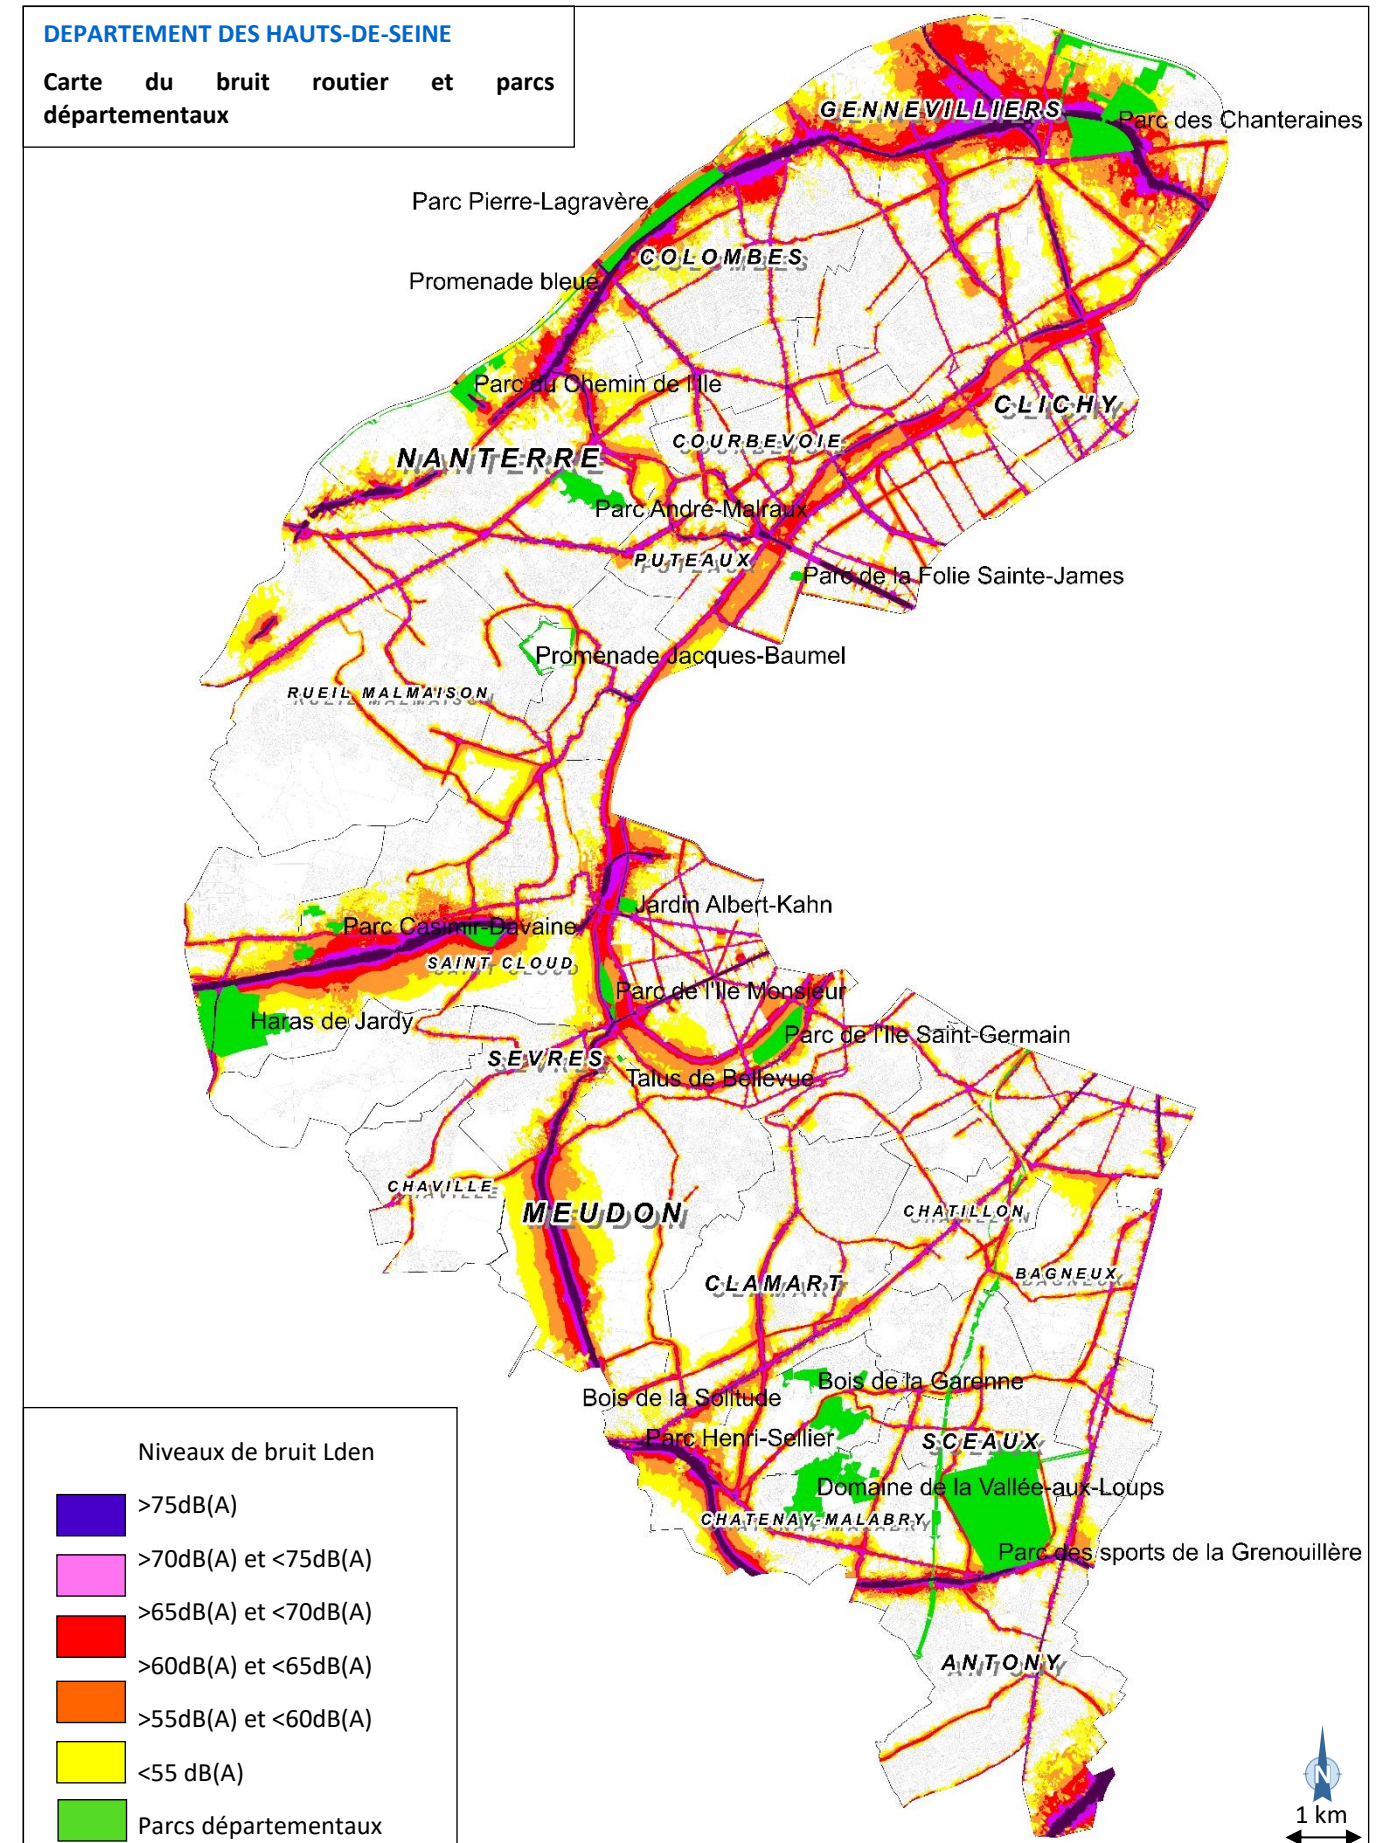 DEPARTEMENT DES HAUTS-DE-SEINE
Carte du bruit routier et parcs
départementaux
GENNEVILLIERS
Parc des Chanteraines
Parc Pierre-Lagravère
COLOMBES
Promenade bleue
Parc du Chemin de l'Ile
CLICHY
COURBEVOIE
NANTERRE
Parc André-Malraux
PUTEAUX
Parc de la Folie Sainte-James
Promenade Jacques-Baumel
RUEIL MALMAISON
Jardin Albert-Kahn
Parc Casimir-Davaine
SAINT CLOUD
Parc de l'Ile Monsieur
Haras de Jardy
Parc de l'Ile Saint-Germain
SEVRES
Talus de Bellevue
CHAVILLE
MEUDON
CHATILLON
BAGNEUX
CLAMART
Bois de la Garenne
Bois de la Solitude
Parc Henri-Sellier
SCEAUX
Domaine de la Vallée-aux-Loups
CHATENAY-MALABRY
Parc des sports de la Grenouillère
ANTONY
Niveaux de bruit Lden
>75dB(A)
>70dB(A) et <75dB(A)
>65dB(A) et <70dB(A)
>60dB(A) et <65dB(A)
>55dB(A) et <60dB(A)
<55 dB(A)
Parcs départementaux
N
1 km